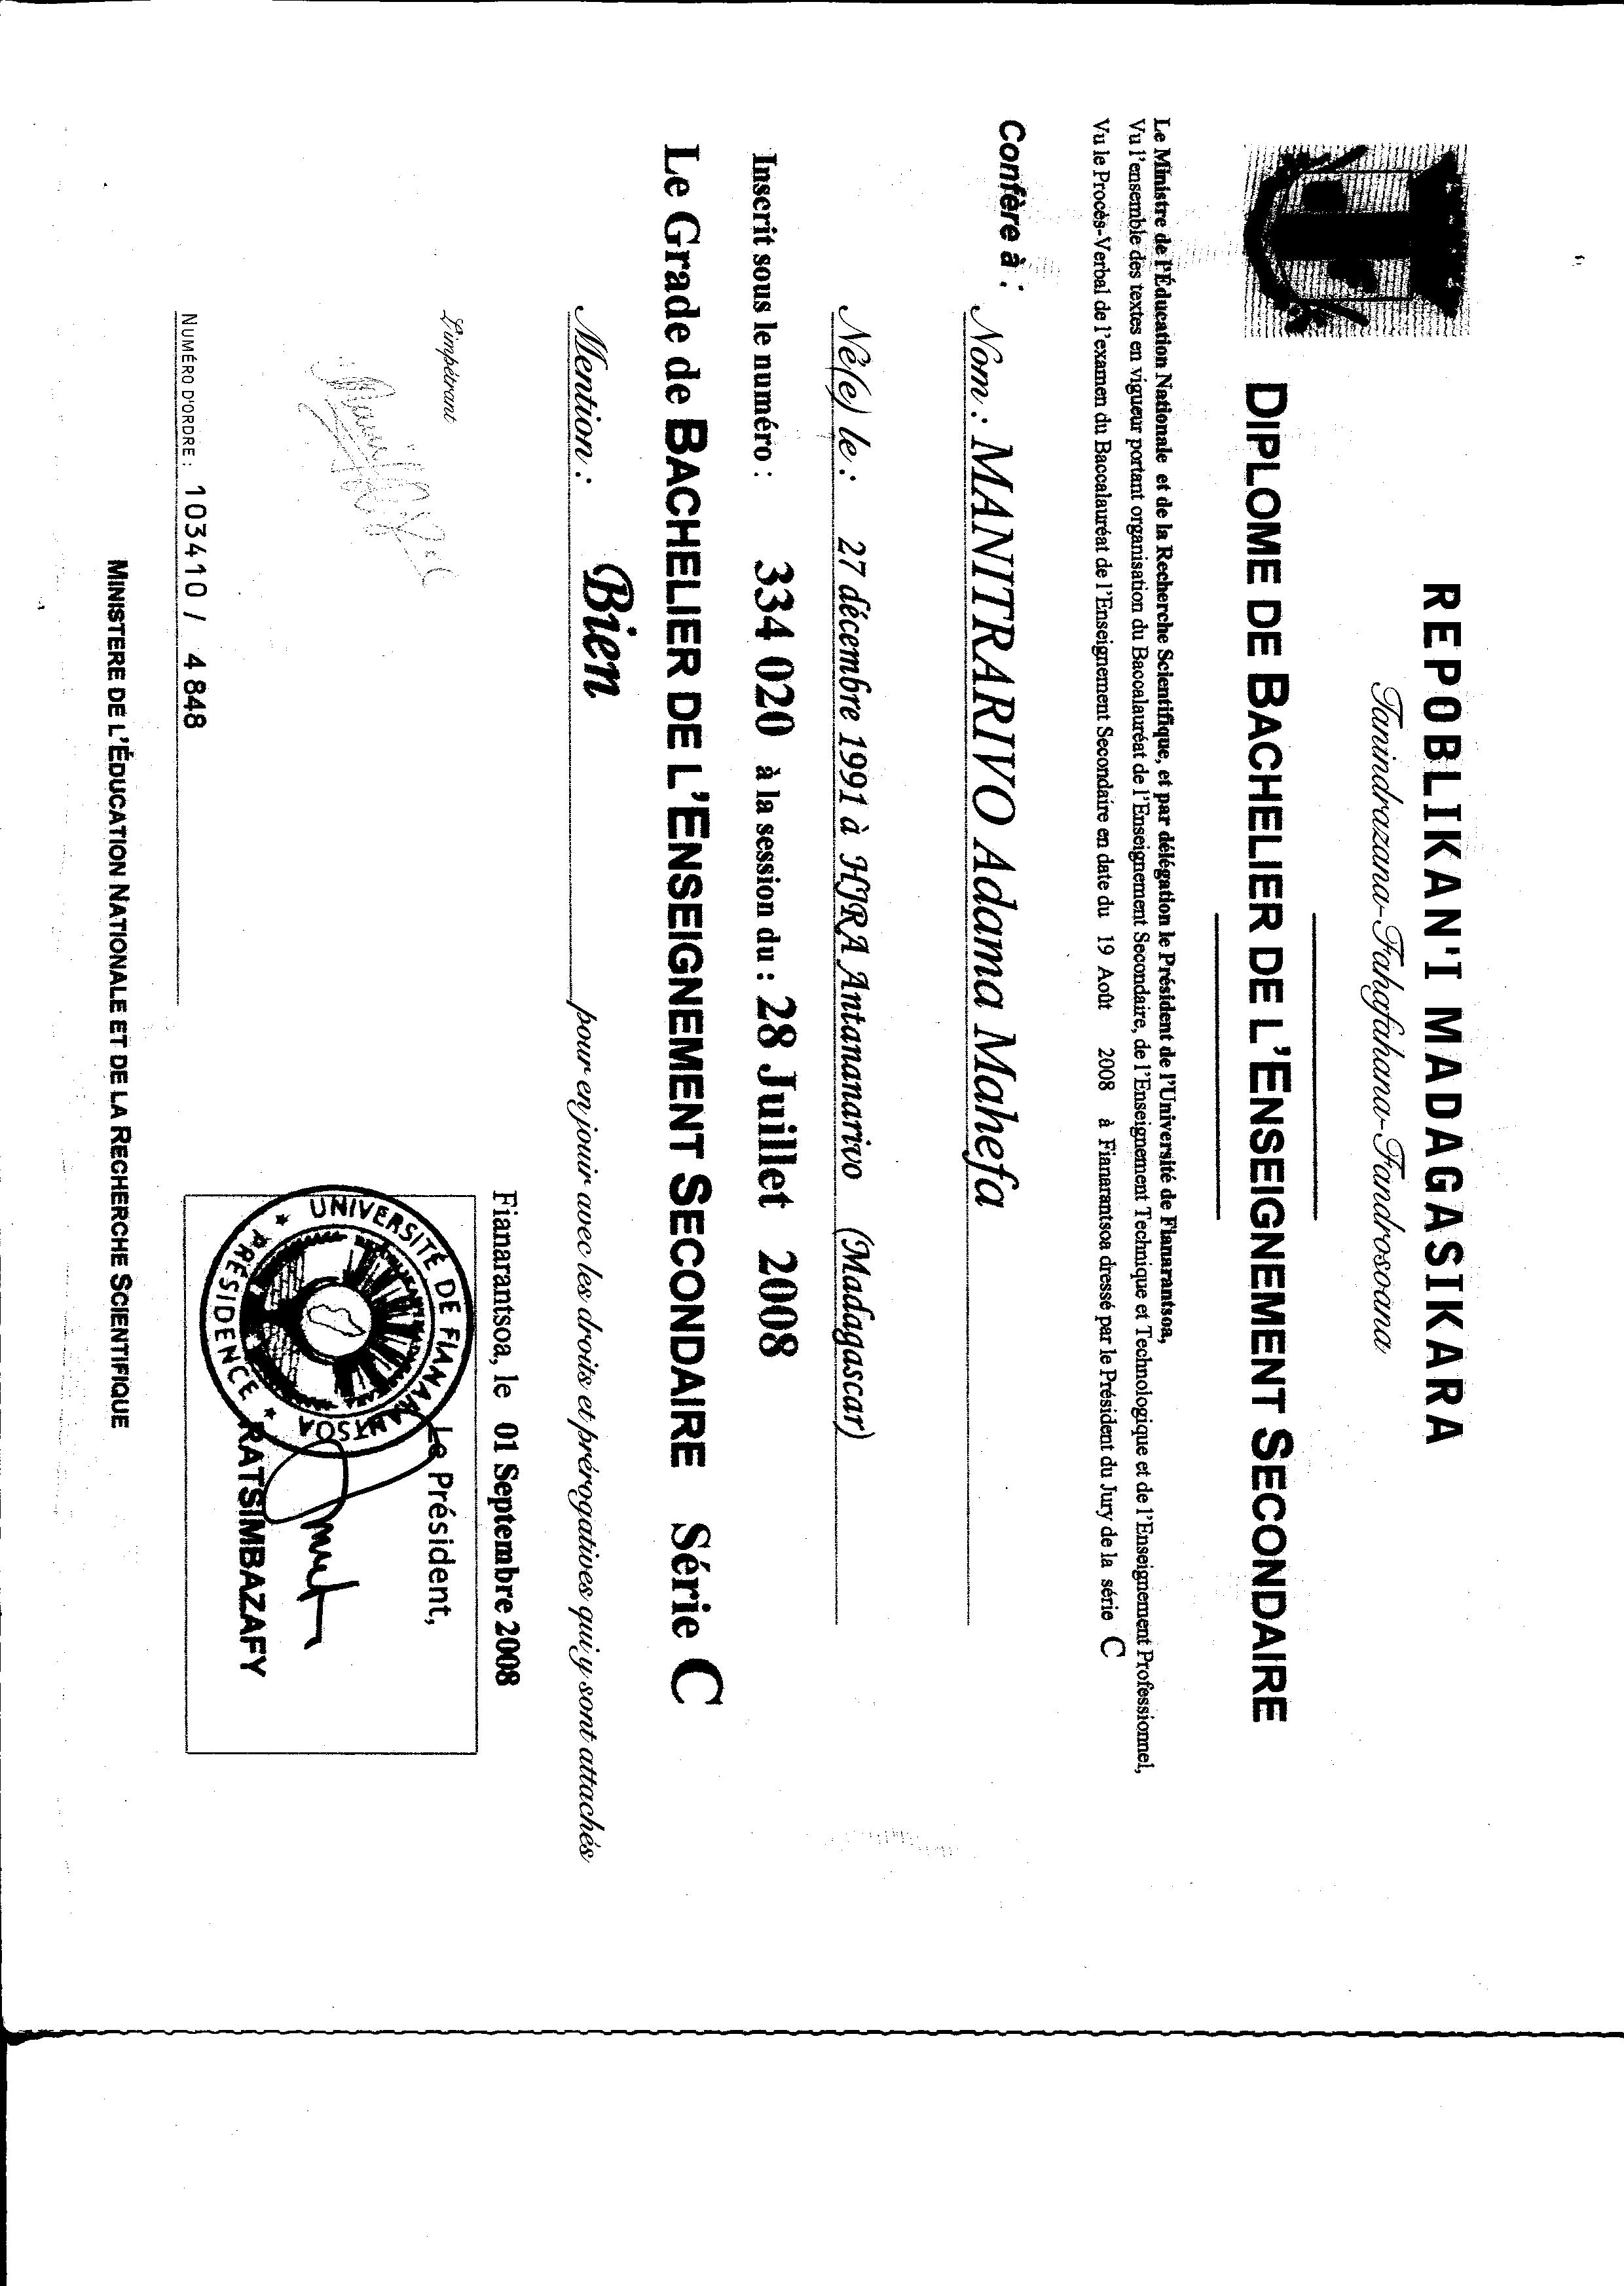 REPOBLIKAN'I MADAGASIKARA
Tanindrazana-Fahafahana-Fandrosoana
DIPLOME DE BACHELIER DE L'ENSEIGNEMENT SECONDAIRE
Le Ministre de l'Éducation Nationale et de la Recherche Scientifique, et par délégation le Président de l'Université de Fianarantsoa,
Vu l'ensemble des textes en vigueur portant organisation du Baccalauréat de l'Enseignement Secondaire, de l'Enseignement Technique et Technologique et de l'Enseignement Professionnel,
Vu le Procès-Verbal de l'examen du Baccalauréat de l'Enseignement Secondaire en date du 19 Août 2008 à Fianarantsoa dressé par le Président du Jury de la série C
Confère à :
Nom : MANITRARIVO Adama Mahefa
Né(e) le : 27 décembre 1991 à HJRA Antananarivo (Madagascar)
Inscrit sous le numéro : 334 020 à la session du : 28 Juillet 2008
Le Grade de BACHELIER DE L'ENSEIGNEMENT SECONDAIRE Série C
Mention : Bien pour en jouir avec les droits et prérogatives qui y sont attachés
Fianarantsoa, le 01 Septembre 2008
L'impétrant
Le Président,
UNIVERSITÉ DE FIANARANTSOA
★ PRÉSIDENCE ★
RATSIMBAZAFY
NUMÉRO D'ORDRE : 103410 / 4 848
MINISTERE DE L'ÉDUCATION NATIONALE ET DE LA RECHERCHE SCIENTIFIQUE